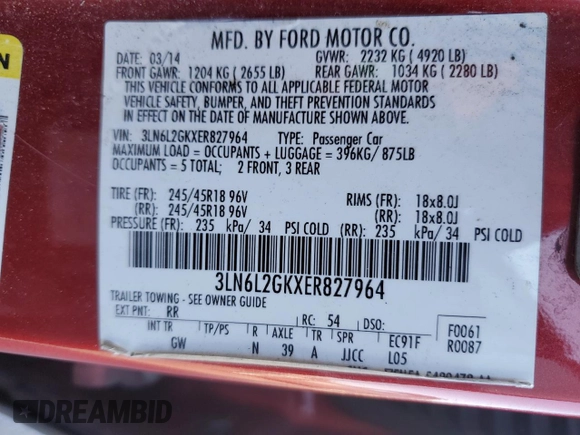 MFD. BY FORD MOTOR CO.
DATE: 03/14 GVWR: 2232 KG ( 4920 LB)
FRONT GAWR: 1204 KG ( 2655 LB) REAR GAWR: 1034 KG ( 2280 LB)
THIS VEHICLE CONFORMS TO ALL APPLICABLE FEDERAL MOTOR
VEHICLE SAFETY, BUMPER, AND THEFT PREVENTION STANDARDS
IN EFFECT ON THE DATE OF MANUFACTURE SHOWN ABOVE.
VIN: 3LN6L2GKXER827964 TYPE: Passenger Car
MAXIMUM LOAD = OCCUPANTS + LUGGAGE = 396KG/ 875LB
OCCUPANTS = 5 TOTAL; 2 FRONT, 3 REAR
TIRE (FR): 245/45R18 96V RIMS (FR): 18x8.0J
(RR): 245/45R18 96V (RR): 18x8.0J
PRESSURE (FR): 235 kPa/ 34 PSI COLD (RR): 235 kPa/ 34 PSI COLD
3LN6L2GKXER827964
TRAILER TOWING - SEE OWNER GUIDE
EXT PNT: RR RC: 54 DSO: F0061
INT TR TP/PS R AXLE TR SPR EC91F R0087
GW N 39 A JJCC L05
DREAMBID